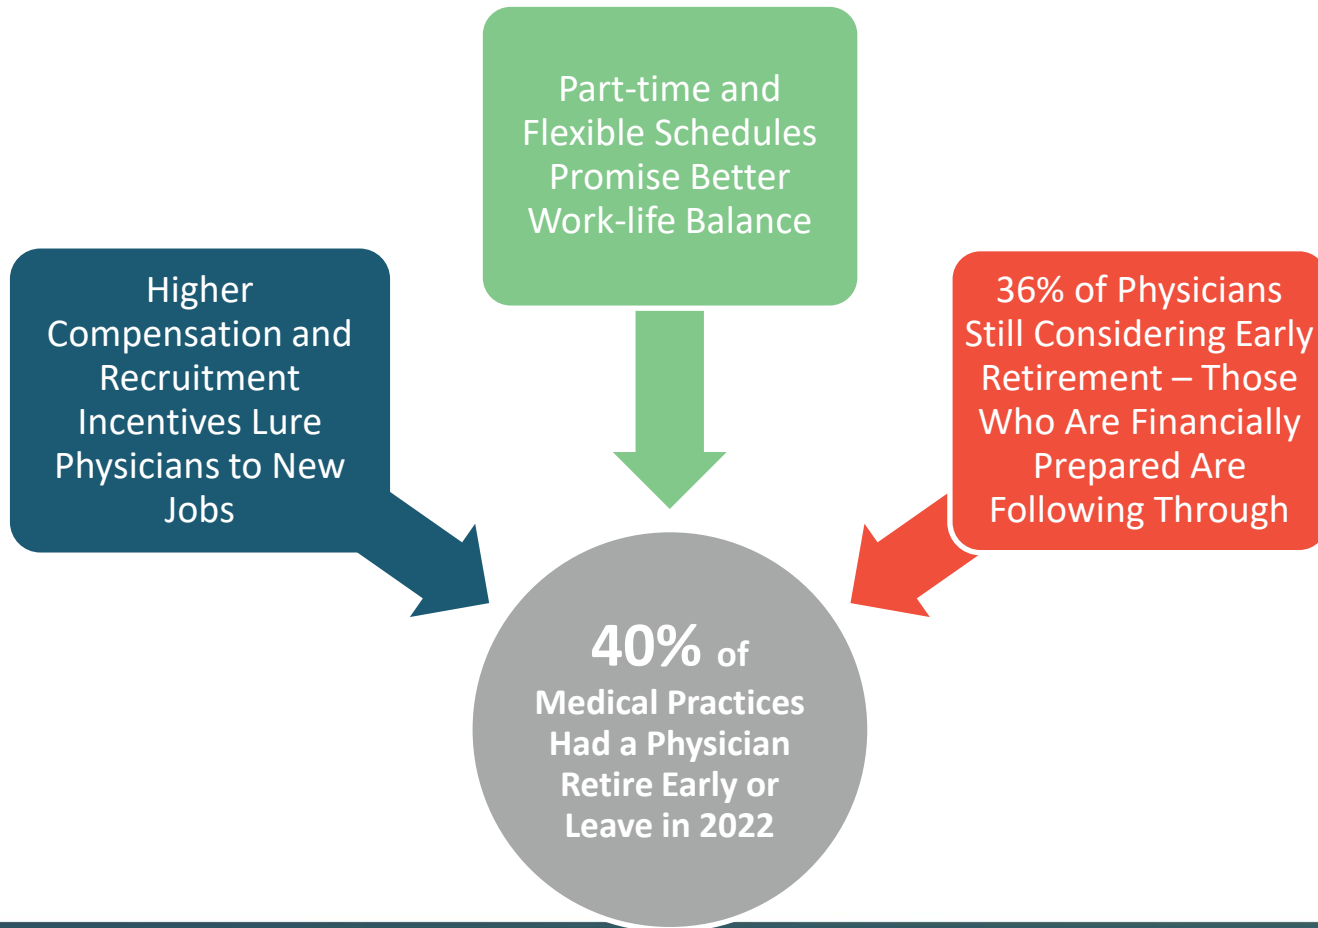 Part-time and
Flexible Schedules
Promise Better
Work-life Balance
Higher
Compensation and
Recruitment
Incentives Lure
Physicians to New
Jobs
36% of Physicians
Still Considering Early
Retirement – Those
Who Are Financially
Prepared Are
Following Through
40% of
Medical Practices
Had a Physician
Retire Early or
Leave in 2022